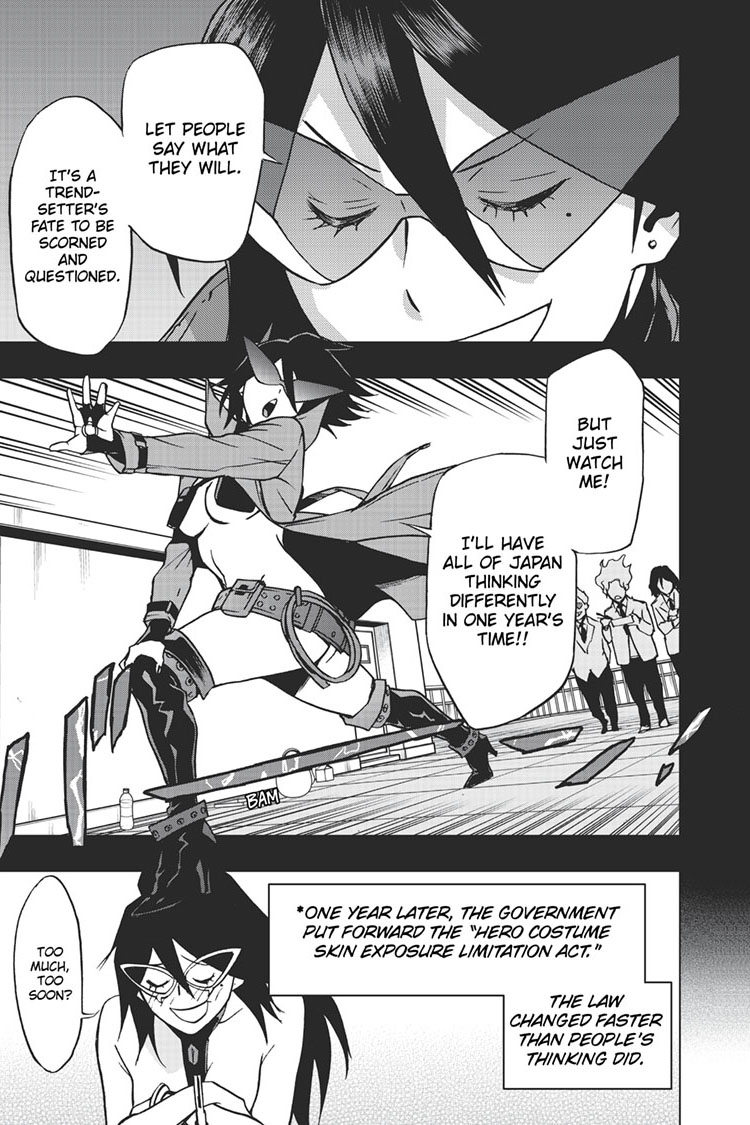 LET PEOPLE
SAY WHAT
THEY WILL.
IT'S A
TREND-
SETTER'S
FATE TO BE
SCORNED
AND
QUESTIONED.
BUT
JUST
WATCH
ME!
I'LL HAVE
ALL OF JAPAN
THINKING
DIFFERENTLY
IN ONE YEAR'S
TIME!!
BAM
*ONE YEAR LATER, THE GOVERNMENT
PUT FORWARD THE "HERO COSTUME
SKIN EXPOSURE LIMITATION ACT."
THE LAW
CHANGED FASTER
THAN PEOPLE'S
THINKING DID.
TOO
MUCH,
TOO
SOON?